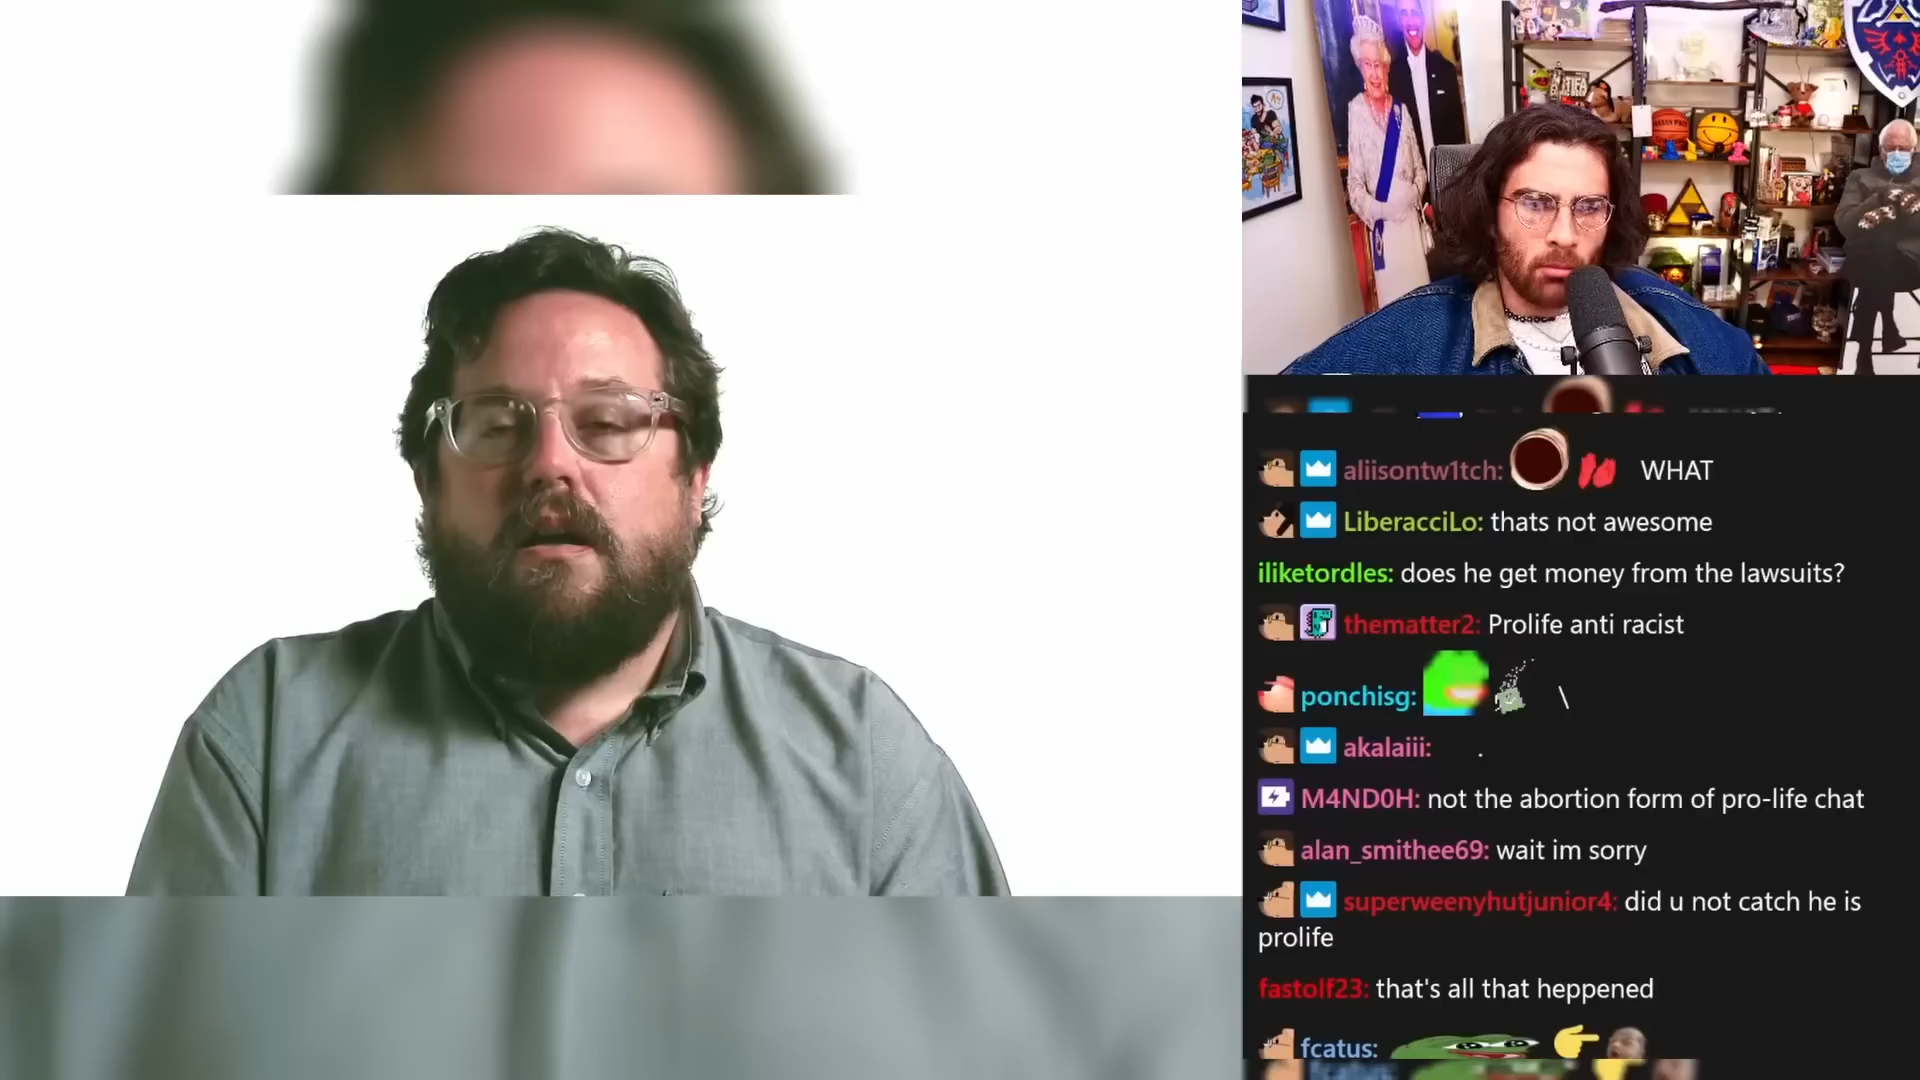 aliisontw1tch: WHAT
LiberacciLo: thats not awesome
iliketordles: does he get money from the lawsuits?
thematter2: Prolife anti racist
ponchisg: \
akalaiii: .
M4ND0H: not the abortion form of pro-life chat
alan_smithee69: wait im sorry
superweenyhutjunior4: did u not catch he is
prolife
fastolf23: that's all that heppened
fcatus: